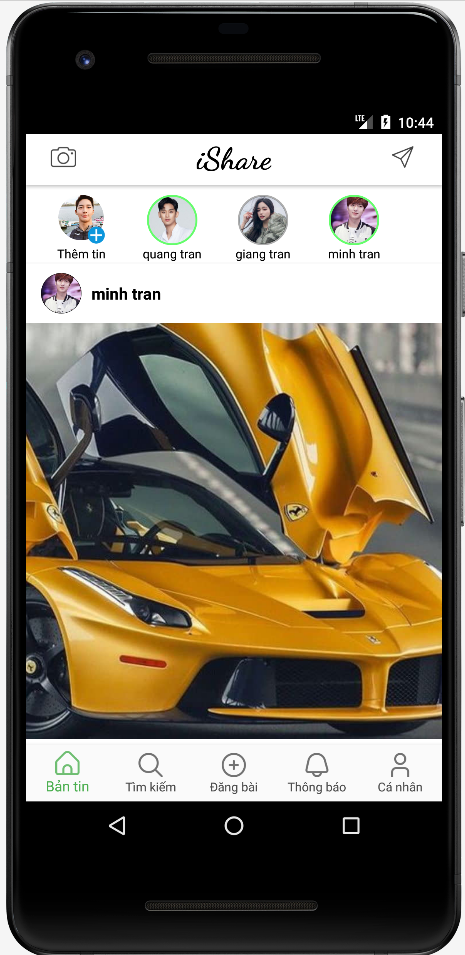 LTE 10:44
iShare
Thêm tin quang tran giang tran minh tran
minh tran
Bản tin Tìm kiếm Đăng bài Thông báo Cá nhân